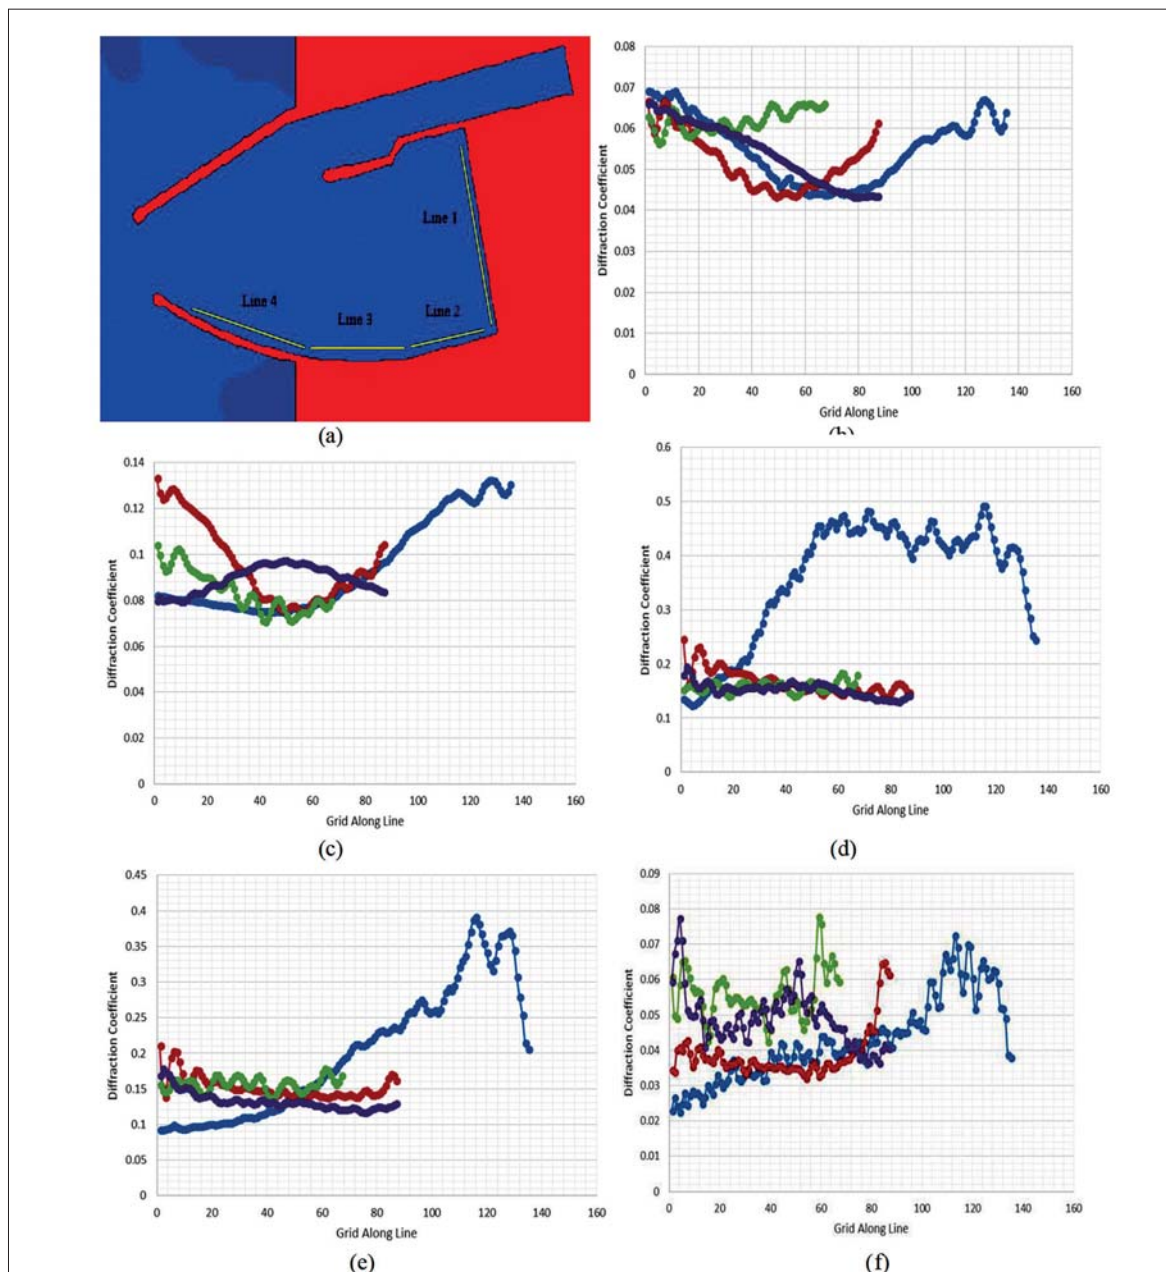 Line 1
Line 4
Line 3
Line 2
(a)
0.08
0.07
0.06
0.05
0.04
0.03
0.02
0.01
0
Diffraction Coefficient
0 20 40 60 80 100 120 140 160
Grid Along Line
(b)
0.14
0.12
0.1
0.08
0.06
0.04
0.02
0
Diffraction Coefficient
0 20 40 60 80 100 120 140 160
Grid Along Line
(c)
0.6
0.5
0.4
0.3
0.2
0.1
0
Diffraction Coefficient
0 20 40 60 80 100 120 140 160
Grid Along Line
(d)
0.45
0.4
0.35
0.3
0.25
0.2
0.15
0.1
0.05
0
Diffraction Coefficient
0 20 40 60 80 100 120 140 160
Grid Along Line
(e)
0.09
0.08
0.07
0.06
0.05
0.04
0.03
0.02
0.01
0
Diffraction Coefficient
0 20 40 60 80 100 120 140 160
Grid Along Line
(f)